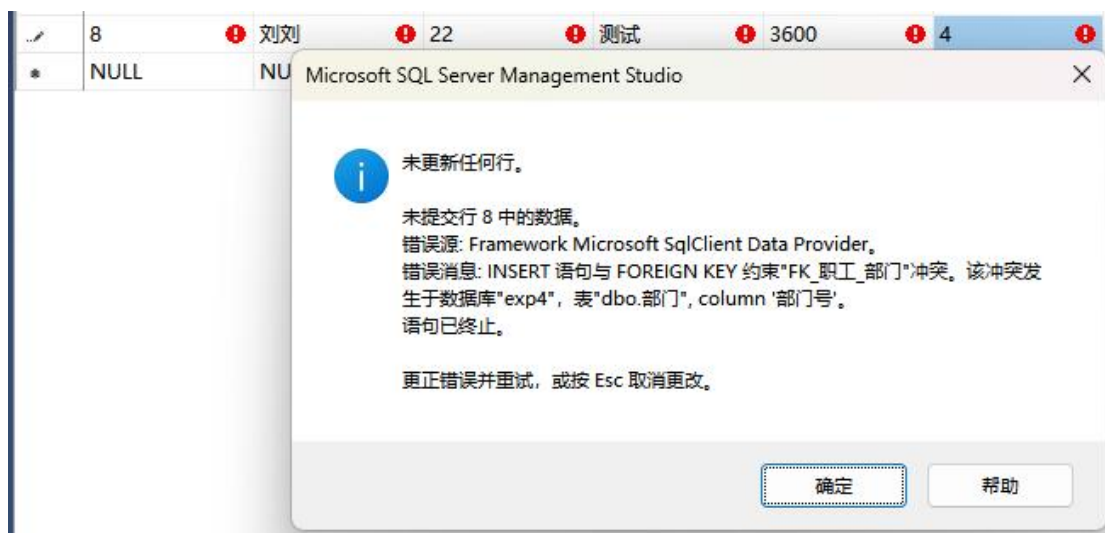 8 刘刘 22 测试 3600 4
NULL NU
Microsoft SQL Server Management Studio
未更新任何行。
未提交行 8 中的数据。
错误源: Framework Microsoft SqlClient Data Provider。
错误消息: INSERT 语句与 FOREIGN KEY 约束"FK_职工_部门"冲突。该冲突发
生于数据库"exp4"，表"dbo.部门", column '部门号'。
语句已终止。
更正错误并重试，或按 Esc 取消更改。
确定 帮助